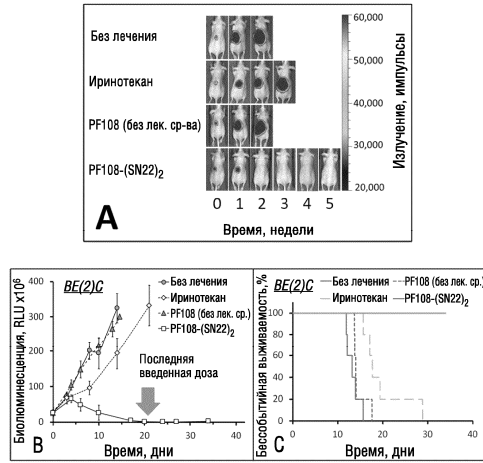 Без лечения
Иринотекан
PF108 (без лек. ср-ва)
PF108-(SN22)2
0 1 2 3 4 5
Время, недели
A
60,000
50,000
40,000
30,000
20,000
Излучение, импульсы
BE(2)C
Без лечения
Иринотекан
PF108 (без лек. ср.)
PF108-(SN22)2
Последняя
введенная доза
Биолюминесценция, RLU x10⁶
400
300
200
100
0
0 10 20 30 40
B
Время, дни
BE(2)C
Без лечения
Иринотекан
PF108 (без лек. ср.)
PF108-(SN22)2
Бессобытийная выживаемость, %
100
80
60
40
20
0
0 10 20 30 40
C
Время, дни